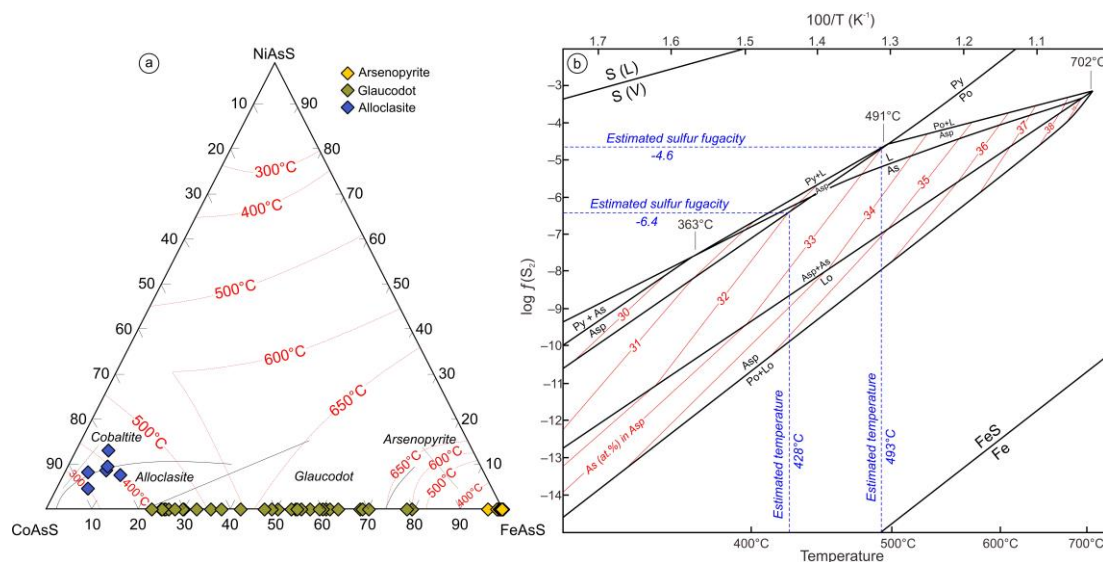 a
NiAsS
Arsenopyrite
Glaucodot
Alloclasite
10
90
20
80
300°C
30
400°C
70
40
60
500°C
50
60
40
600°C
70
30
650°C
80
20
500°C
Cobaltite
Arsenopyrite
90
10
650°C
600°C
300
400°C
Alloclasite
Glaucodot
500°C
400°C
CoAsS
10
20
30
40
50
60
70
80
90
FeAsS
100/T (K⁻¹)
1.7
1.6
1.5
1.4
1.3
1.2
1.1
b
S (L)
S (V)
Py
Po
702°C
491°C
Po+L
Asp
37
38
36
35
34
33
32
31
30
L
As
Py+L
Asp
Estimated sulfur fugacity
-4.6
Estimated sulfur fugacity
-6.4
363°C
Asp+As
Lo
Py + As
Asp
Asp
Po+Lo
As (at.%) in Asp
Estimated temperature
428°C
Estimated temperature
493°C
FeS
Fe
log f(S₂)
−3
−4
−5
−6
−7
−8
−9
−10
−11
−12
−13
−14
400°C
500°C
600°C
700°C
Temperature